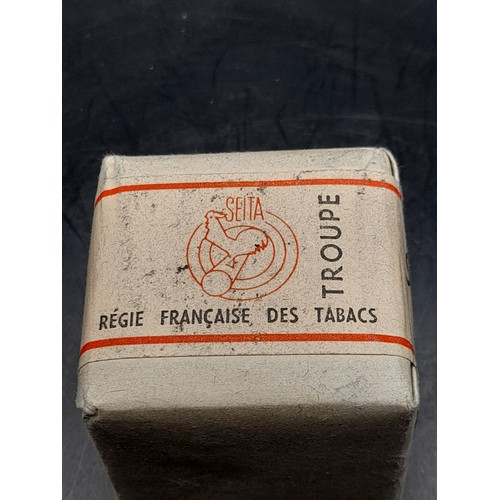 SEITA
TROUPE
RÉGIE FRANÇAISE DES TABACS